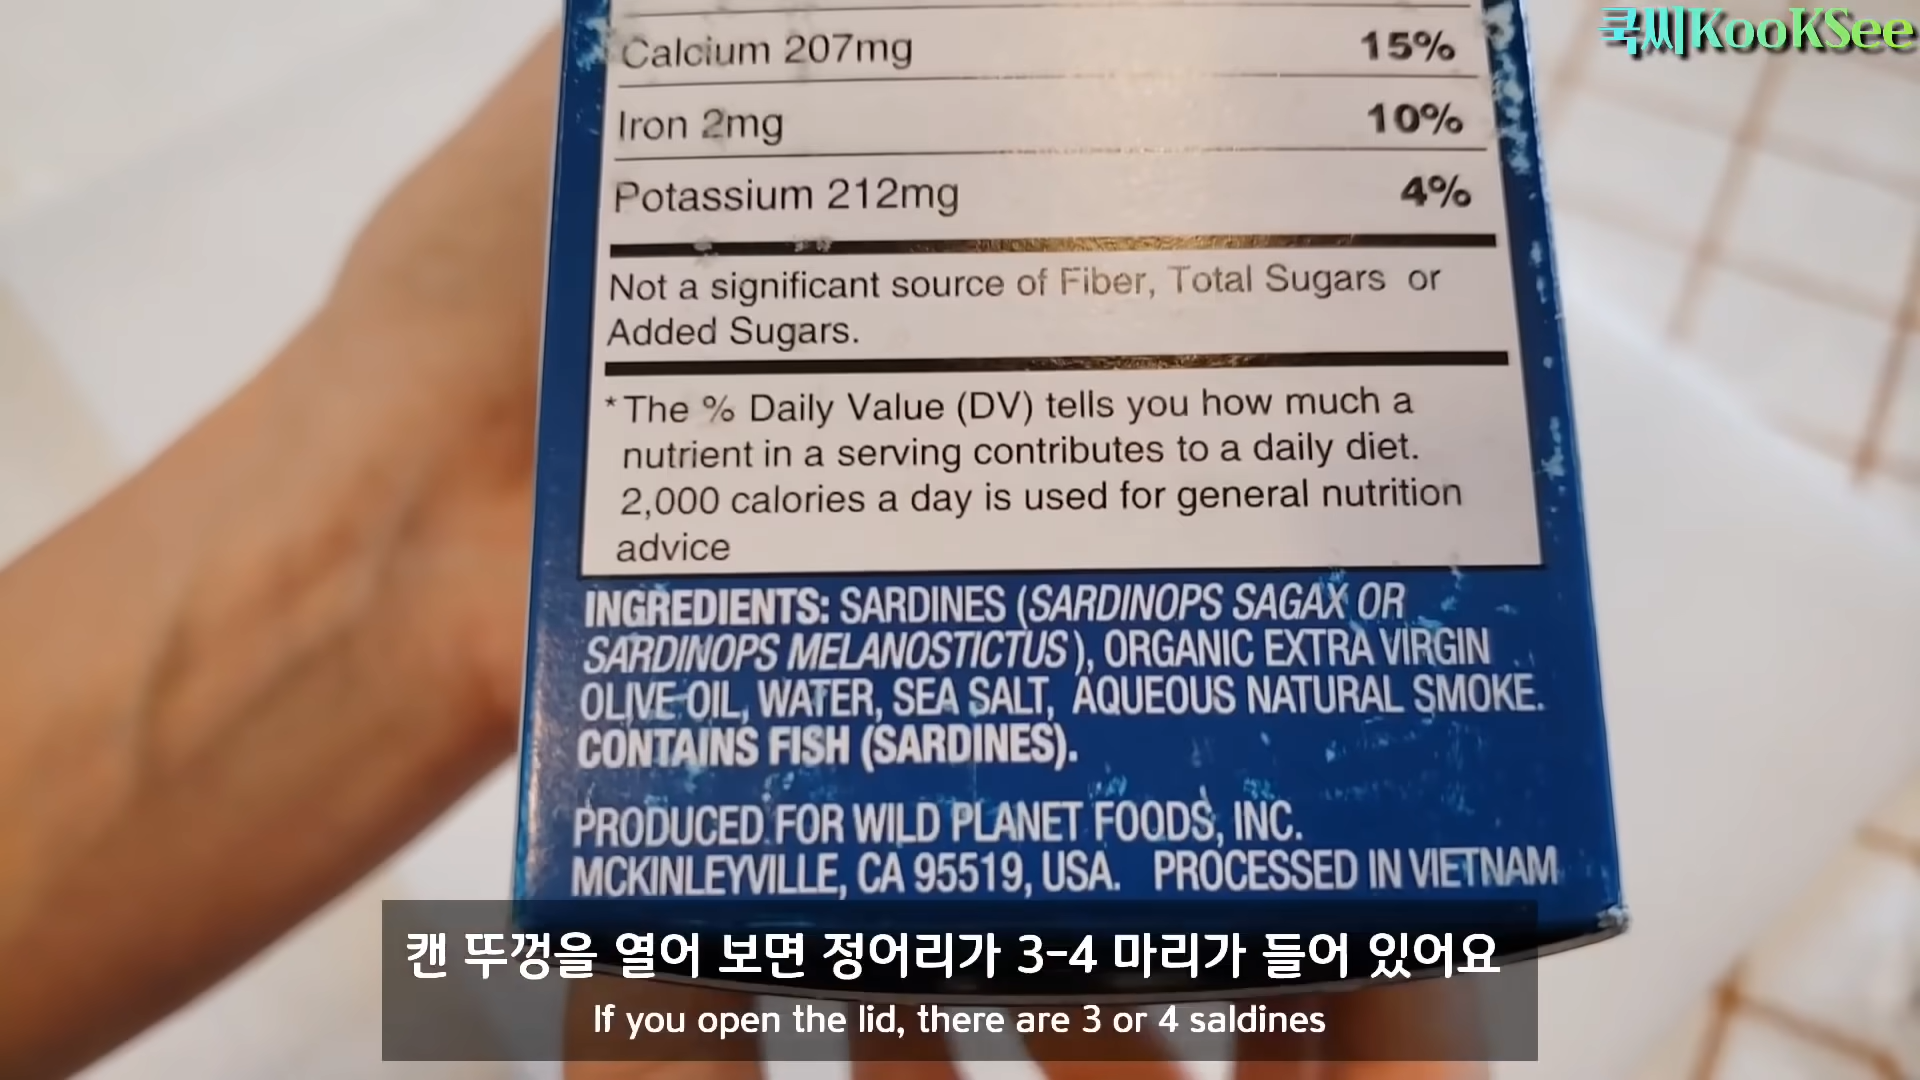 쿡씨KooKSee
Calcium 207mg 15%
Iron 2mg 10%
Potassium 212mg 4%
Not a significant source of Fiber, Total Sugars or
Added Sugars.
* The % Daily Value (DV) tells you how much a
nutrient in a serving contributes to a daily diet.
2,000 calories a day is used for general nutrition
advice
INGREDIENTS: SARDINES (SARDINOPS SAGAX OR
SARDINOPS MELANOSTICTUS), ORGANIC EXTRA VIRGIN
OLIVE OIL, WATER, SEA SALT, AQUEOUS NATURAL SMOKE.
CONTAINS FISH (SARDINES).
PRODUCED FOR WILD PLANET FOODS, INC.
MCKINLEYVILLE, CA 95519, USA. PROCESSED IN VIETNAM
캔 뚜껑을 열어 보면 정어리가 3-4 마리가 들어 있어요
If you open the lid, there are 3 or 4 saldines